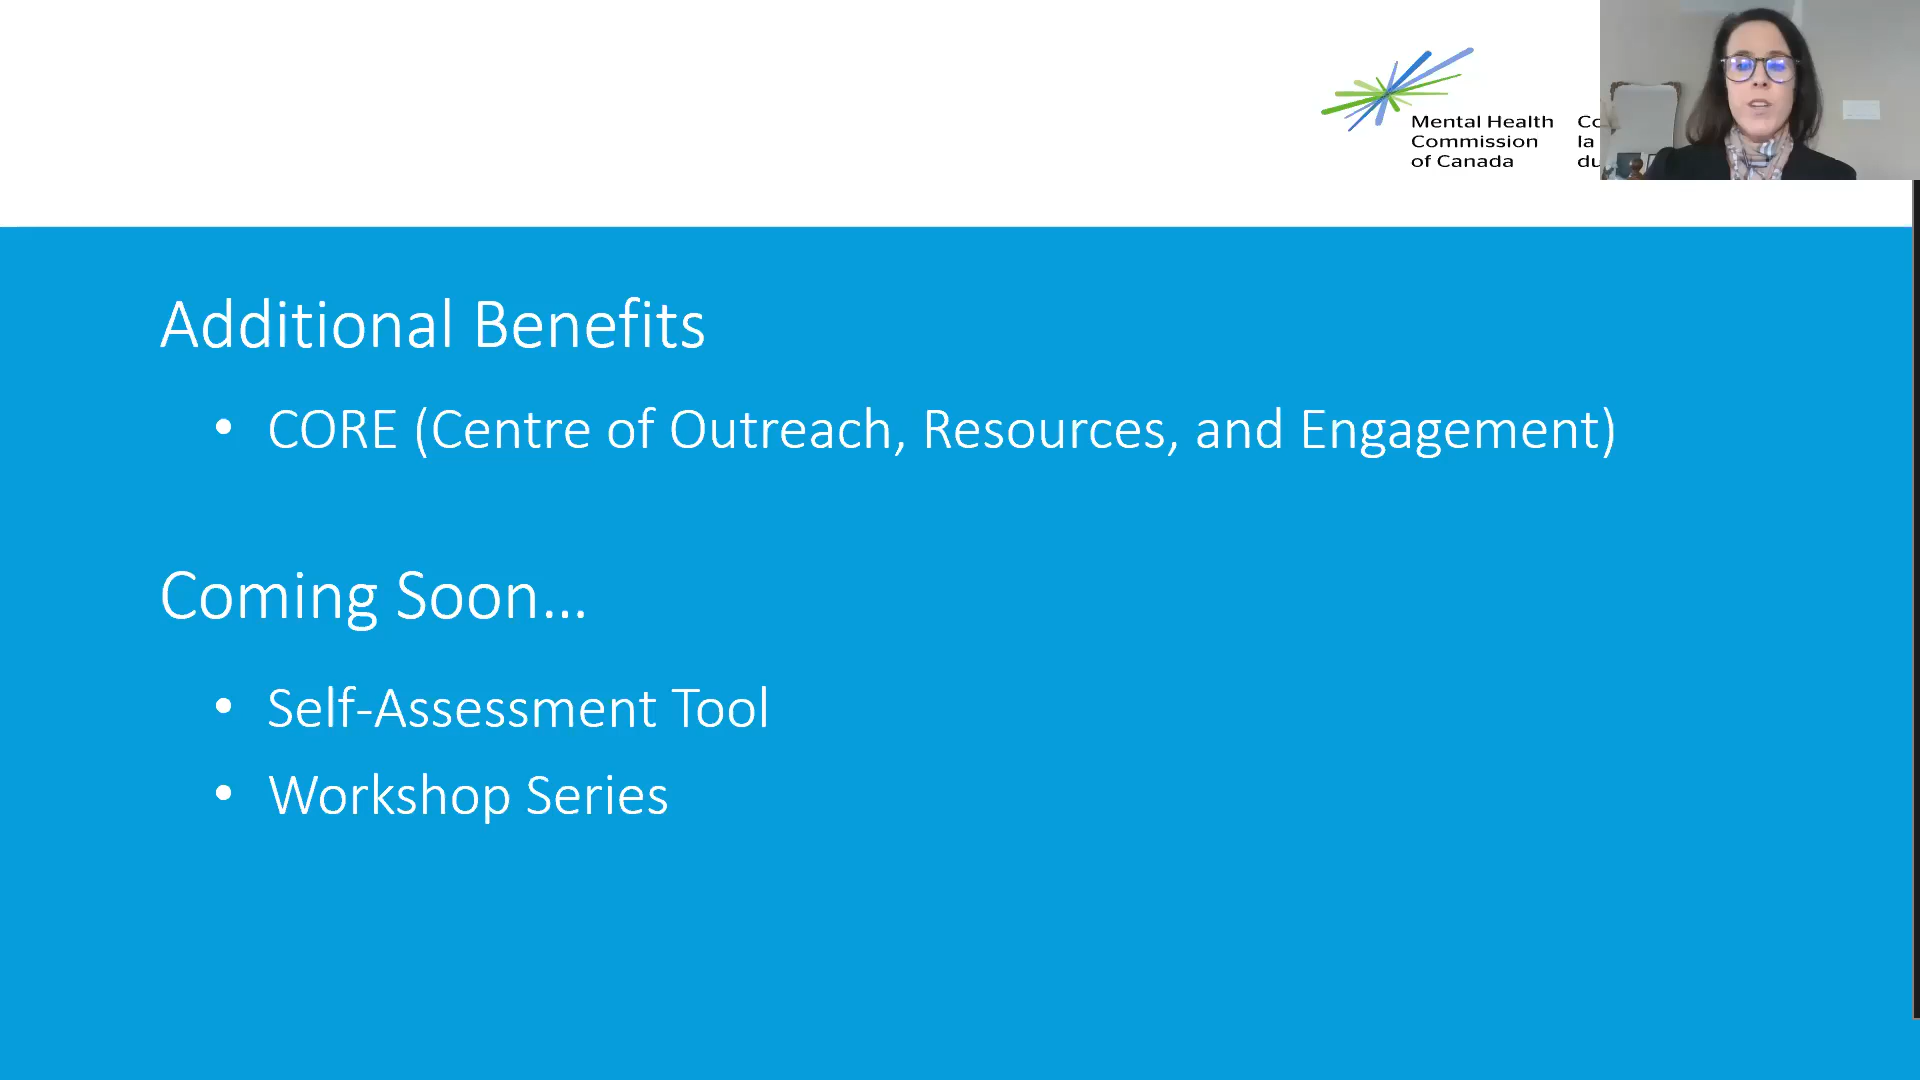 Mental Health
Commission
of Canada
la
du
Additional Benefits
• CORE (Centre of Outreach, Resources, and Engagement)
Coming Soon...
• Self-Assessment Tool
• Workshop Series